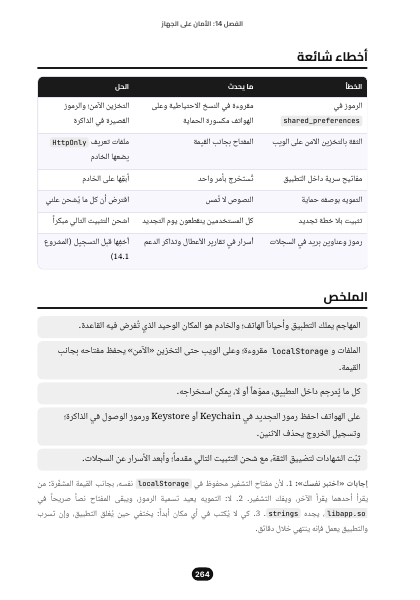 الفصل 14: الأمان على الجهاز
أخطاء شائعة
الخطأ ما يحدث الحل
الرموز في shared_preferences مقروءة في النسخ الاحتياطية وعلى الهواتف مكسورة الحماية التخزين الآمن؛ والرموز القصيرة في الذاكرة
الثقة بالتخزين الآمن على الويب المفتاح بجانب القيمة ملفات تعريف HttpOnly يضعها الخادم
مفاتيح سرية داخل التطبيق تُستخرج بأمر واحد أبقِها على الخادم
التمويه بوصفه حماية النصوص لا تُمس افترض أن كل ما يُشحن علني
تثبيت بلا خطة تجديد كل المستخدمين ينقطعون يوم التجديد اشحن التثبيت التالي مبكراً
رموز وعناوين بريد في السجلات أسرار في تقارير الأعطال وتذاكر الدعم أخفِها قبل التسجيل (المشروع 14.1)
الملخص
المهاجم يملك التطبيق وأحياناً الهاتف؛ والخادم هو المكان الوحيد الذي تُفرض فيه القاعدة.
الملفات و localStorage مقروءة؛ وعلى الويب حتى التخزين «الآمن» يحفظ مفتاحه بجانب
القيمة.
كل ما يُترجم داخل التطبيق، مموّهاً أو لا، يمكن استخراجه.
على الهواتف احفظ رموز التجديد في Keychain أو Keystore ورموز الوصول في الذاكرة؛
وتسجيل الخروج يحذف الاثنين.
ثبّت الشهادات لتضييق الثقة، مع شحن التثبيت التالي مقدماً؛ وأبعد الأسرار عن السجلات.
إجابات «اختبر نفسك»: 1. لأن مفتاح التشفير محفوظ في localStorage نفسه، بجانب القيمة المشفّرة: من
يقرأ أحدهما يقرأ الآخر، ويفك التشفير. 2. لا: التمويه يعيد تسمية الرموز، ويبقى المفتاح نصاً صريحاً في
libapp.so، يجده strings. 3. كي لا يُكتب في أي مكان أبداً: يختفي حين يُغلق التطبيق، وإن تسرب
والتطبيق يعمل فإنه ينتهي خلال دقائق.
264